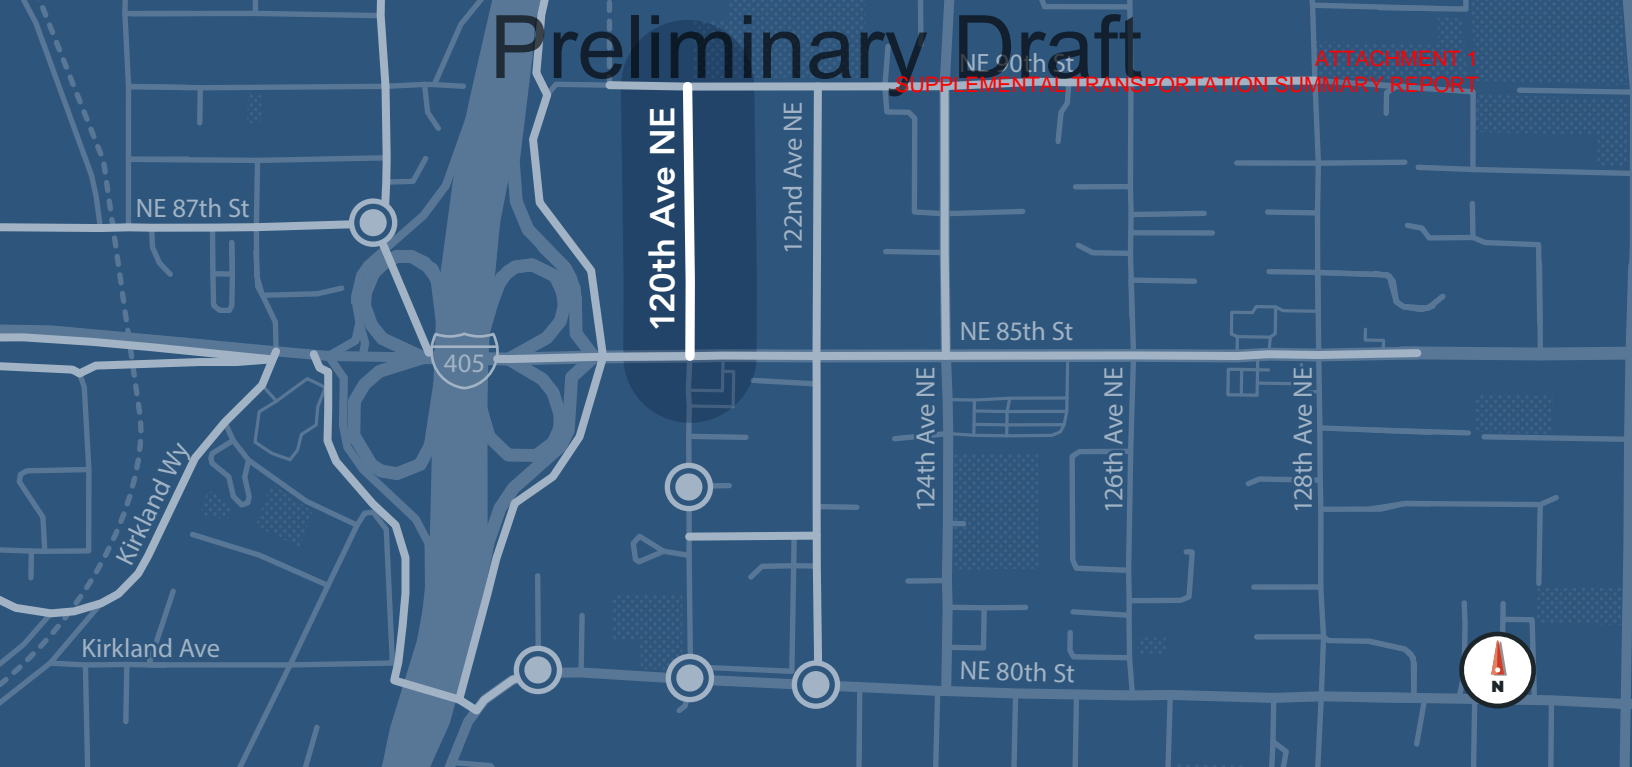 Preliminary Draft
ATTACHMENT 1
NE 90th St
SUPPLEMENTAL TRANSPORTATION SUMMARY REPORT
120th Ave NE
122nd Ave NE
NE 87th St
NE 85th St
405
124th Ave NE
126th Ave NE
128th Ave NE
Kirkland Wy
Kirkland Ave
NE 80th St
N